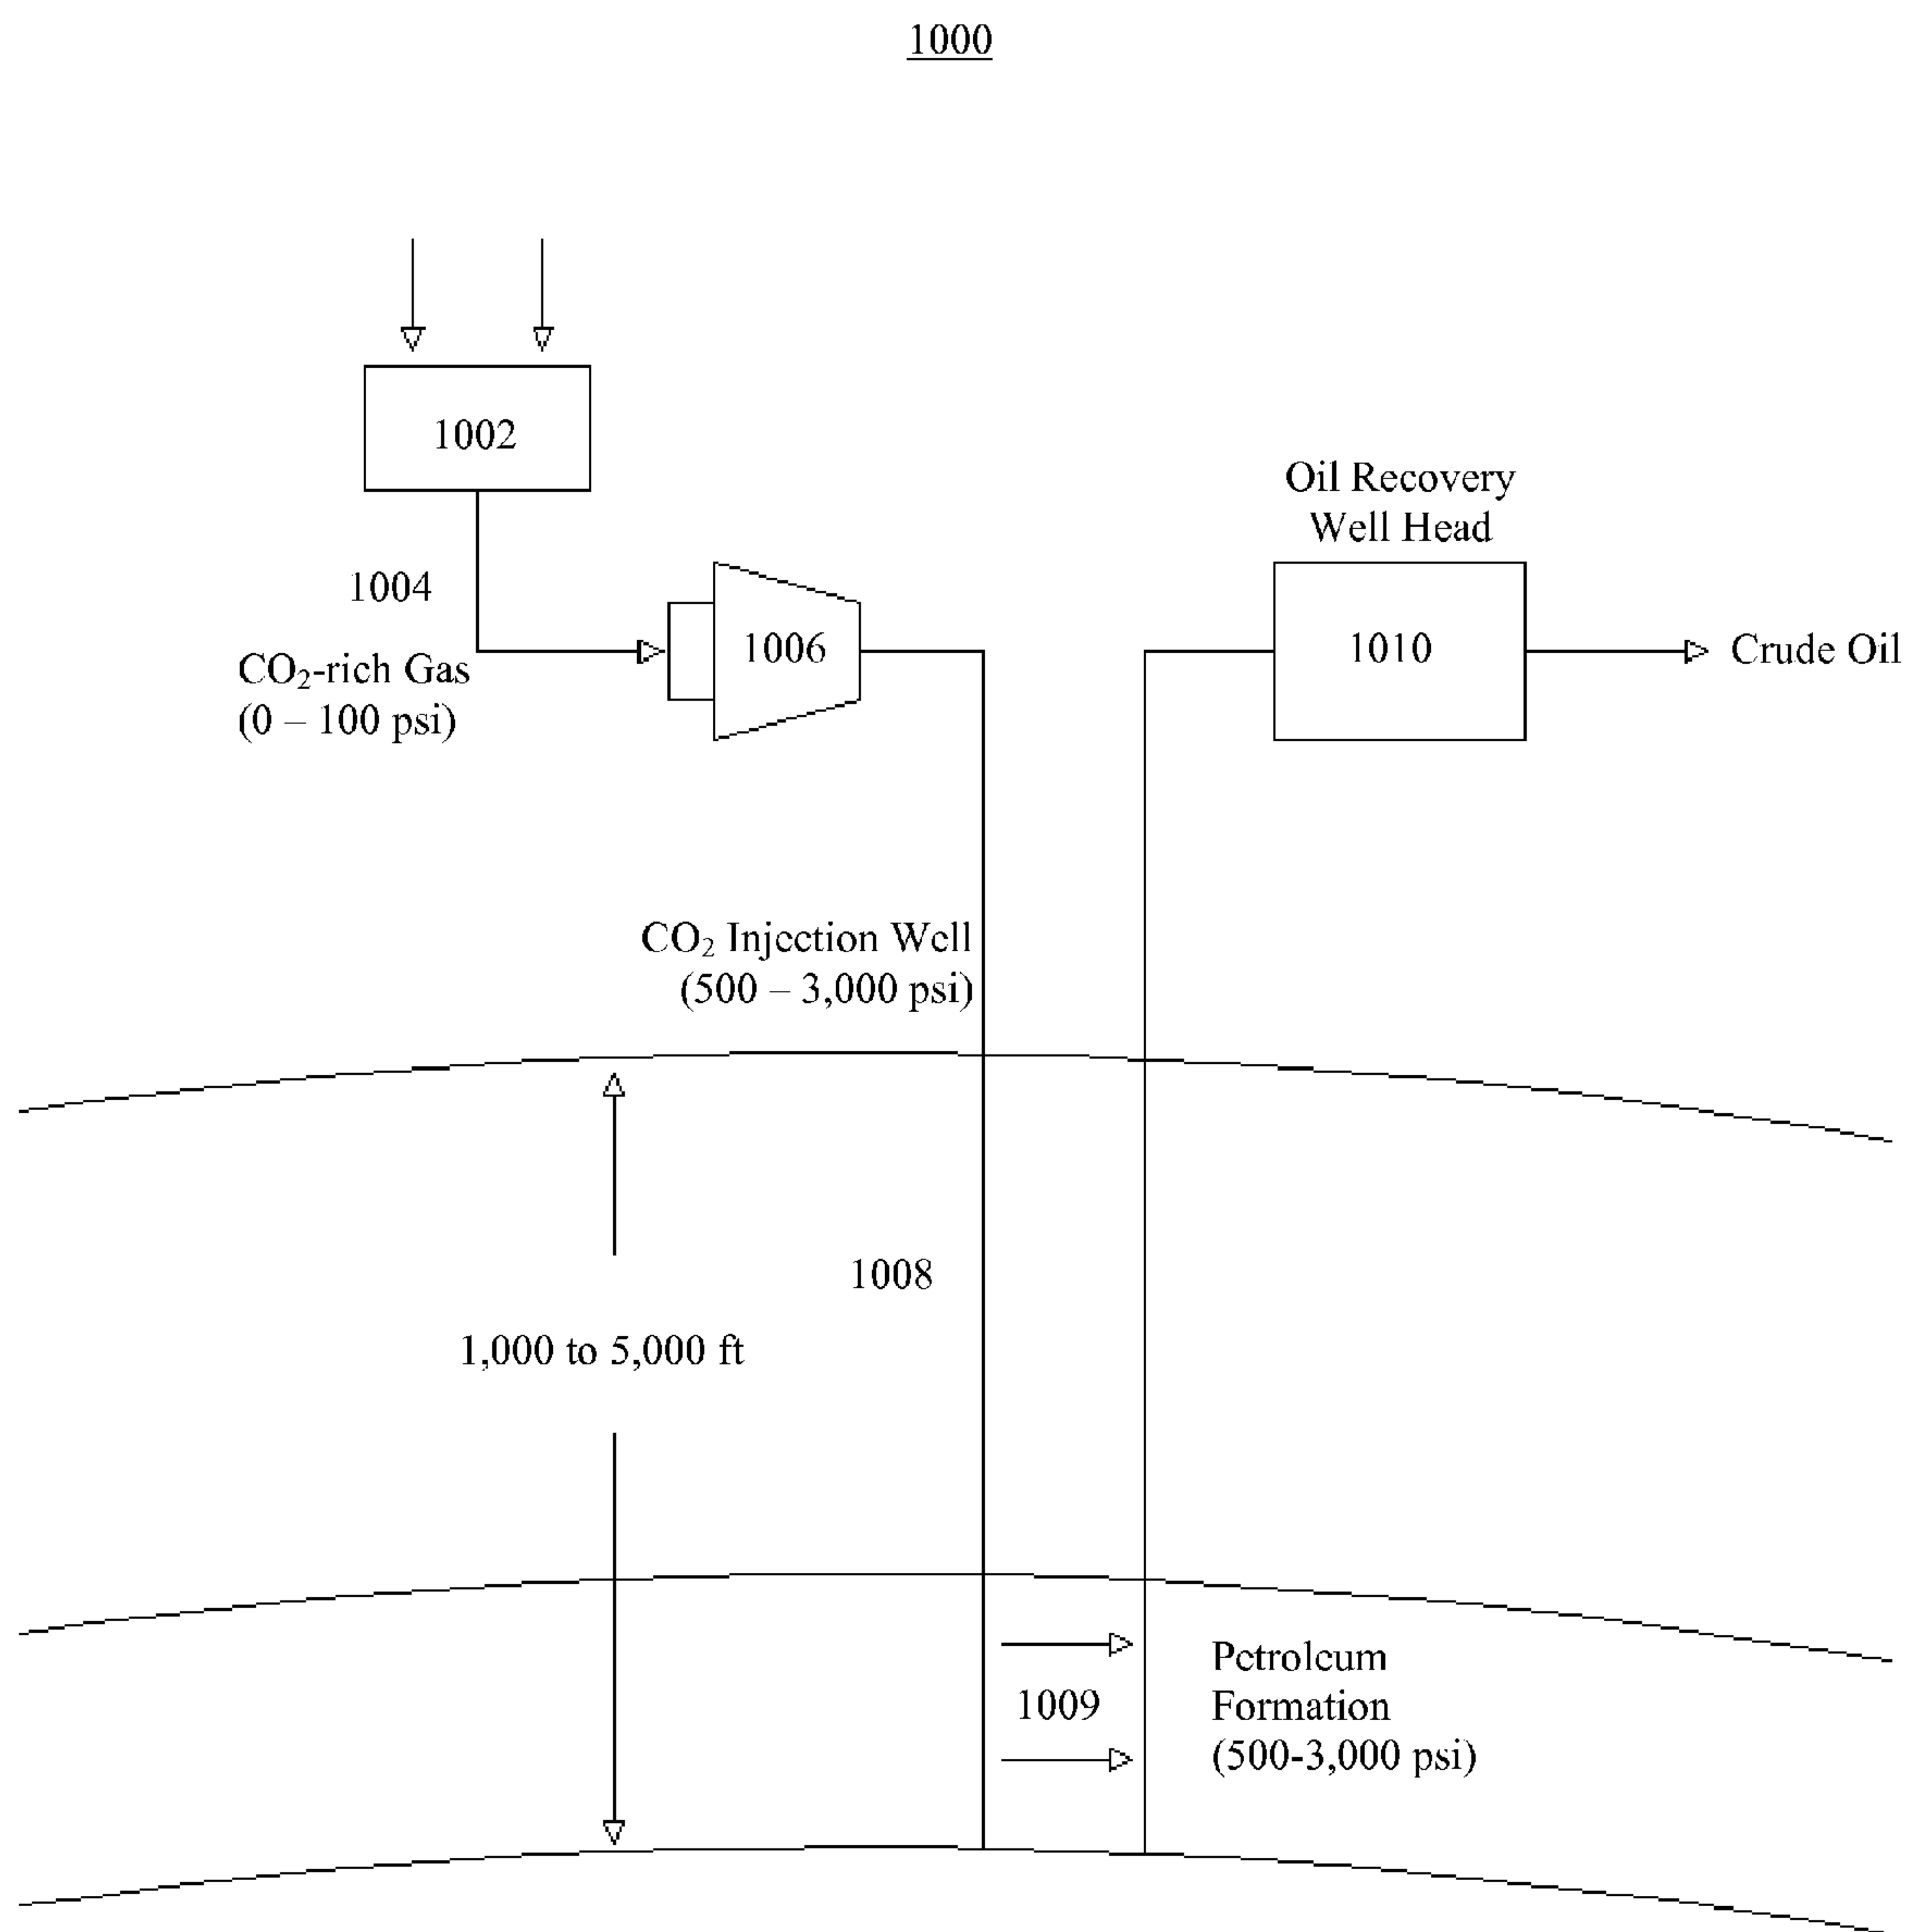 1000
1002
Oil Recovery
Well Head
1004
1006
1010
Crude Oil
CO₂-rich Gas
(0 – 100 psi)
CO₂ Injection Well
(500 – 3,000 psi)
1008
1,000 to 5,000 ft
Petroleum
1009
Formation
(500-3,000 psi)